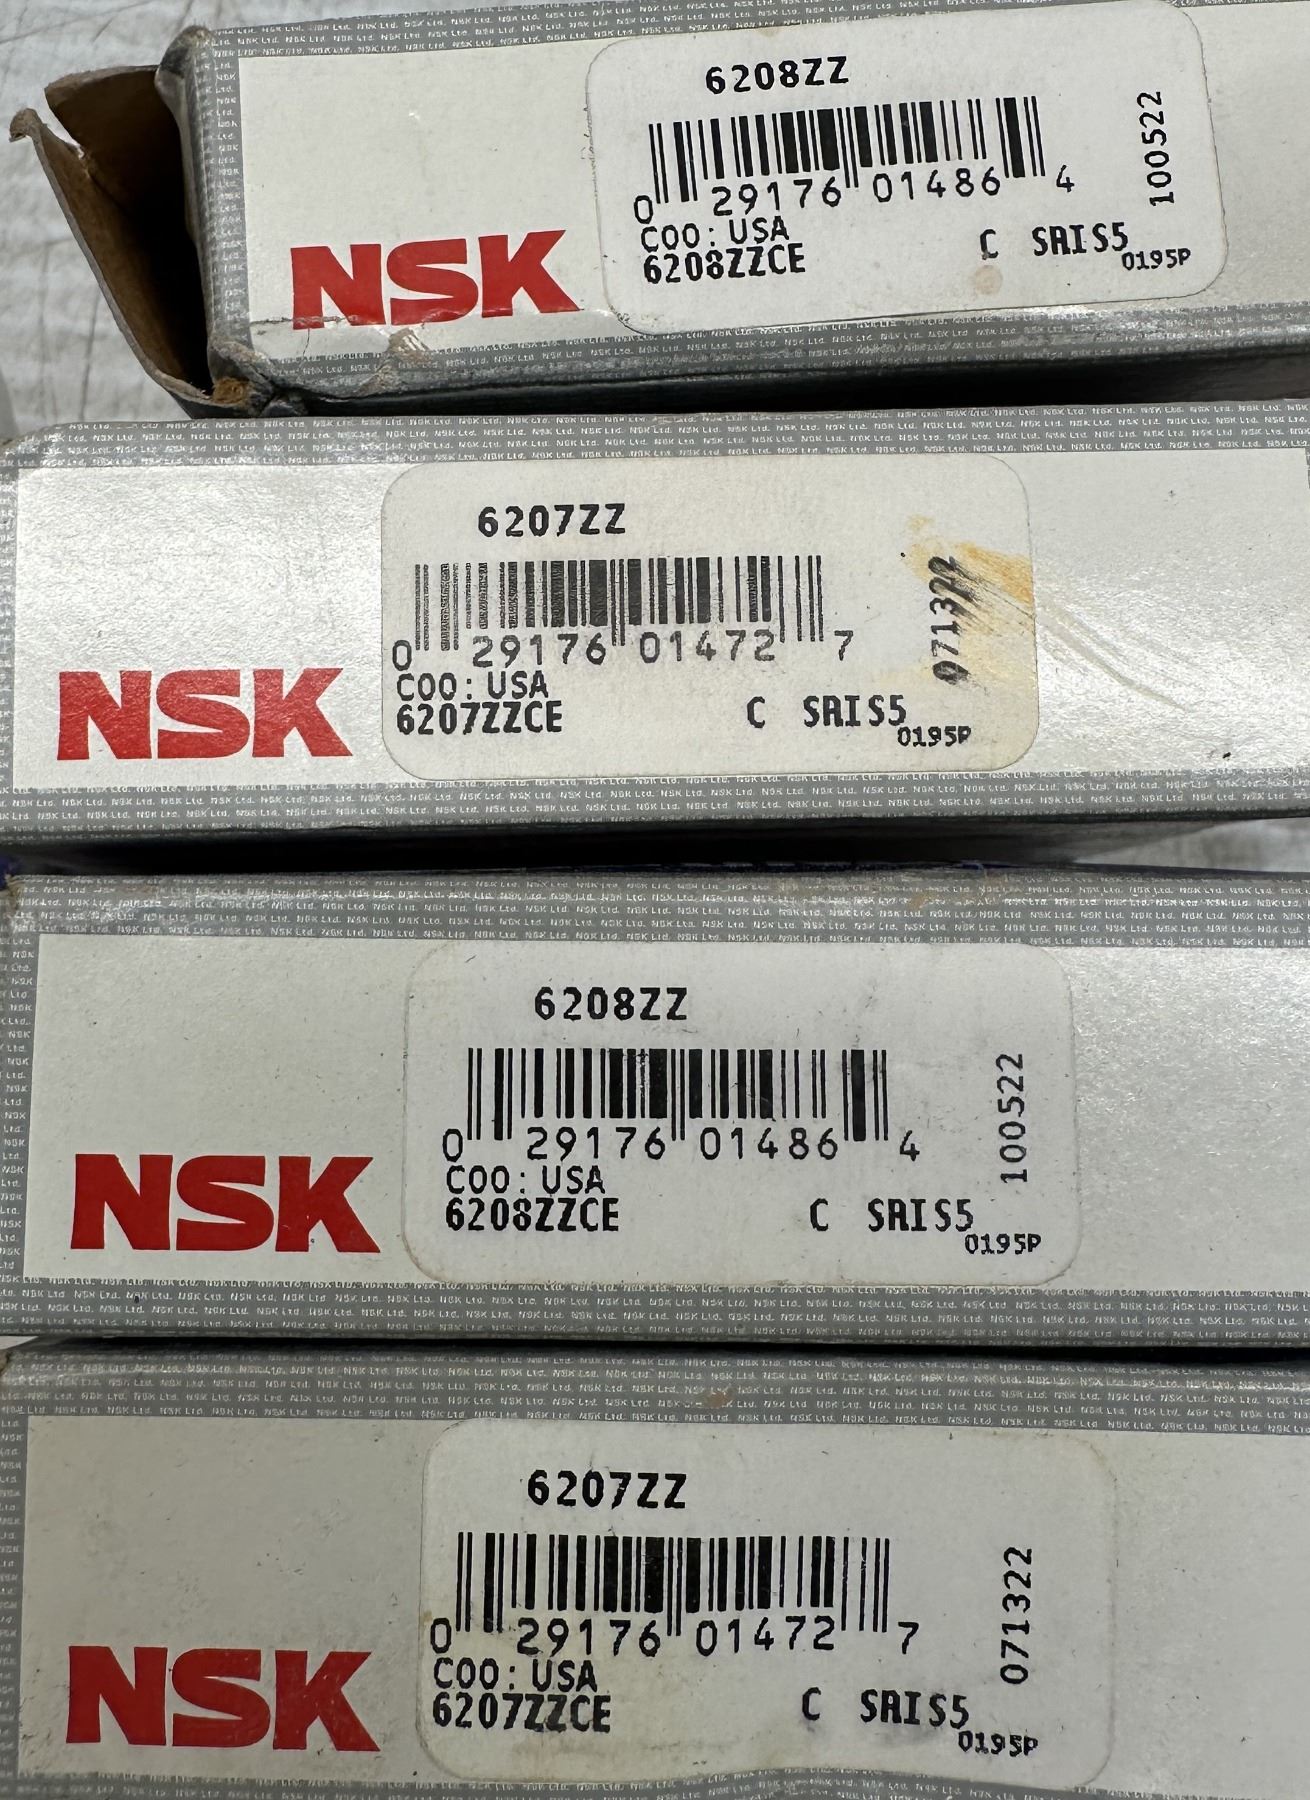 6208ZZ
0 29176 01486 4
100522
COO: USA
6208ZZCE C SRIS5
0195P
NSK
6207ZZ
0 29176 01472 7
071322
COO: USA
6207ZZCE C SRIS5
0195P
NSK
6208ZZ
0 29176 01486 4
100522
COO: USA
6208ZZCE C SRIS5
0195P
NSK
6207ZZ
0 29176 01472 7
071322
COO: USA
6207ZZCE C SRIS5
0195P
NSK